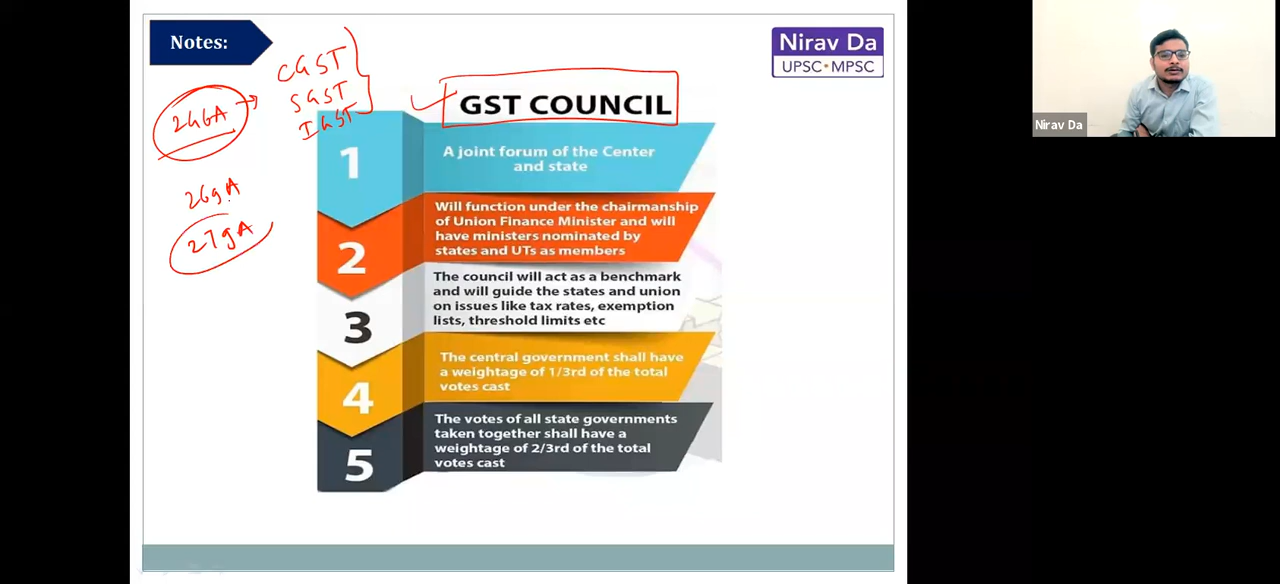 Notes:
Nirav Da
UPSC • MPSC
CGST
SGST
IGST
246A
269A
279A
GST COUNCIL
1
A joint forum of the Center
and state
2
Will function under the chairmanship
of Union Finance Minister and will
have ministers nominated by
states and UTs as members
3
The council will act as a benchmark
and will guide the states and union
on issues like tax rates, exemption
lists, threshold limits etc
4
The central government shall have
a weightage of 1/3rd of the total
votes cast
5
The votes of all state governments
taken together shall have a
weightage of 2/3rd of the total
votes cast
Nirav Da